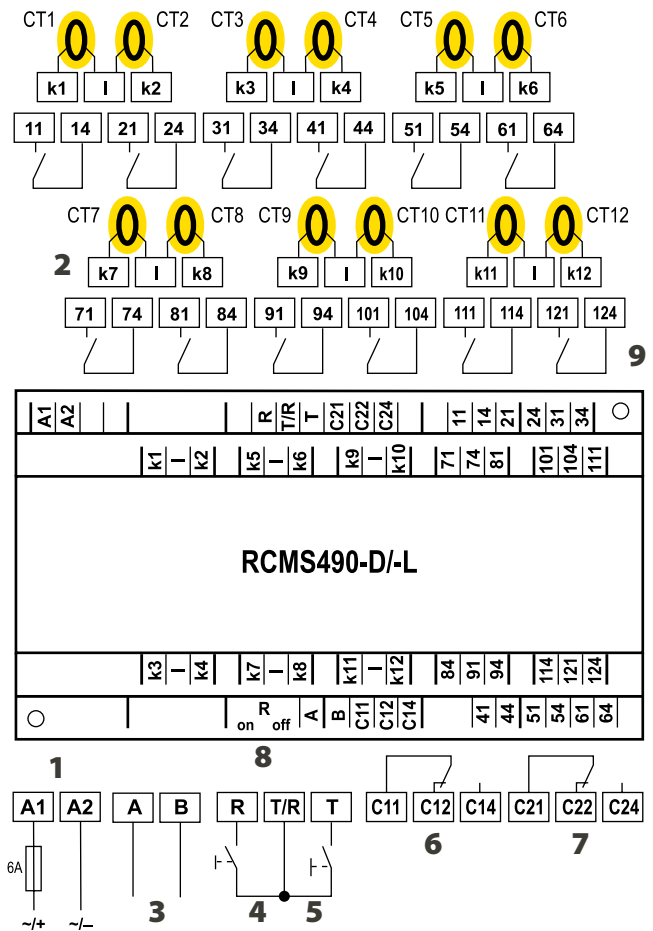 CT1 CT2 CT3 CT4 CT5 CT6
k1 I k2 k3 I k4 k5 I k6
11 14 21 24 31 34 41 44 51 54 61 64
CT7 CT8 CT9 CT10 CT11 CT12
2 k7 I k8 k9 I k10 k11 I k12
71 74 81 84 91 94 101 104 111 114 121 124
9
A1 A2 R T/R T C21 C22 C24 11 14 21 24 31 34
k1 I k2 k5 I k6 k9 I k10 71 74 81 101 104 111
RCMS490-D/-L
k3 I k4 k7 I k8 k11 I k12 84 91 94 114 121 124
on R off A B C11 C12 C14 41 44 51 54 61 64
1 8
A1 A2 A B R T/R T C11 C12 C14 C21 C22 C24
6 7
6A
3 4 5
~/+ ~/–